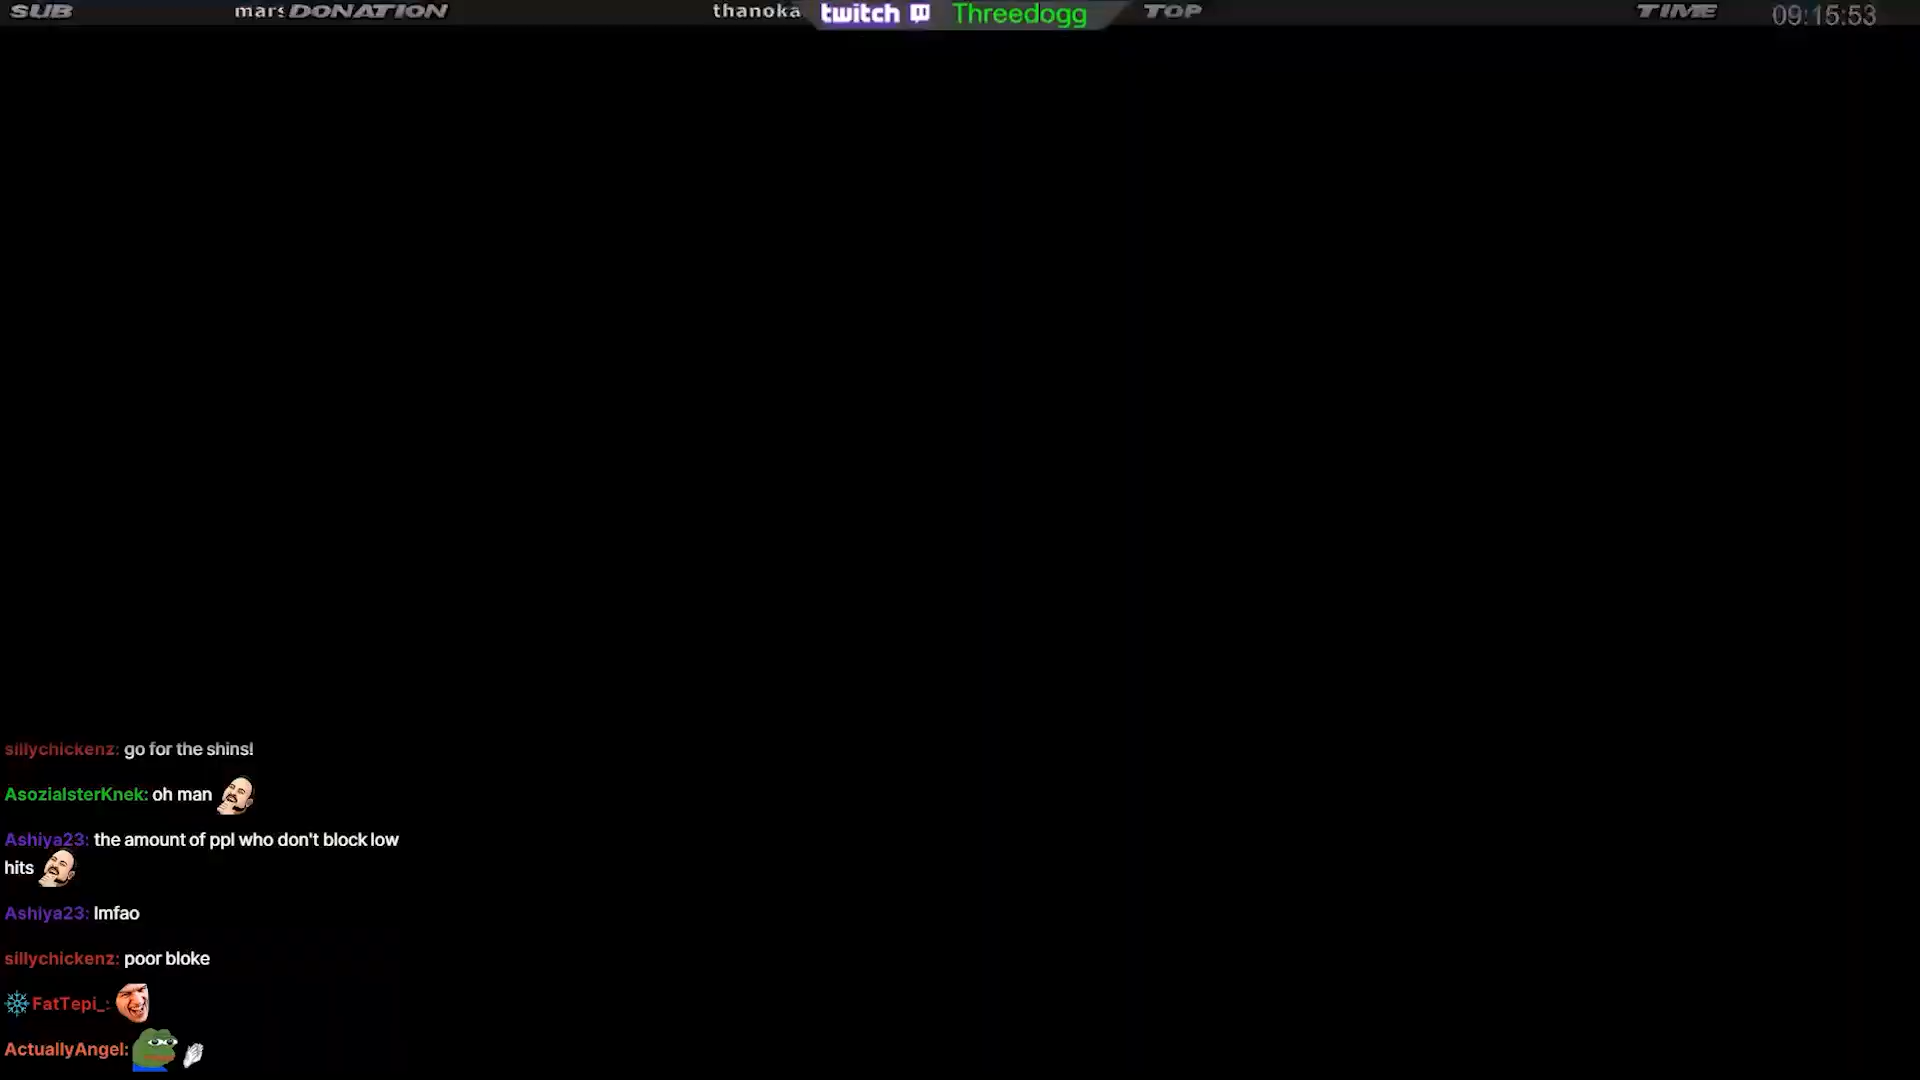 SUB mars DONATION thanoka twitch Threedogg TOP TIME 09:15:53
sillychickenz: go for the shins!
AsozialsterKnek: oh man
Ashiya23: the amount of ppl who don't block low
hits
Ashiya23: lmfao
sillychickenz: poor bloke
FatTepi_:
ActuallyAngel: